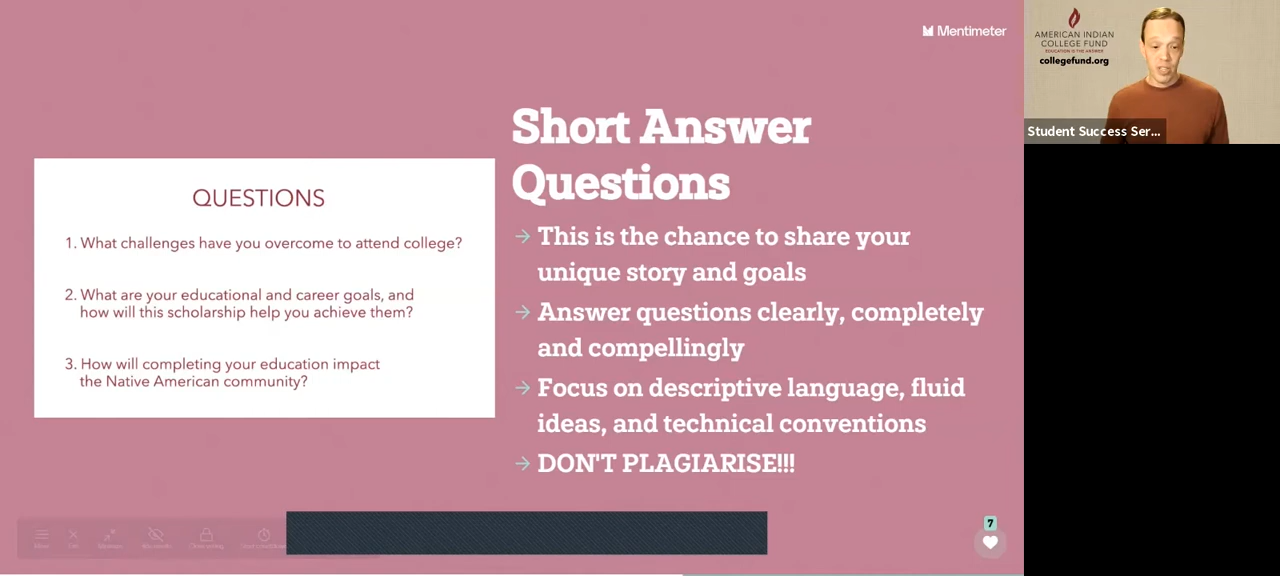 Mentimeter
AMERICAN INDIAN
COLLEGE FUND
EDUCATION IS THE ANSWER
collegefund.org
Student Success Ser...
Short Answer
Questions
QUESTIONS
1. What challenges have you overcome to attend college?
2. What are your educational and career goals, and
how will this scholarship help you achieve them?
3. How will completing your education impact
the Native American community?
→ This is the chance to share your
unique story and goals
→ Answer questions clearly, completely
and compellingly
→ Focus on descriptive language, fluid
ideas, and technical conventions
→ DON'T PLAGIARISE!!!
7